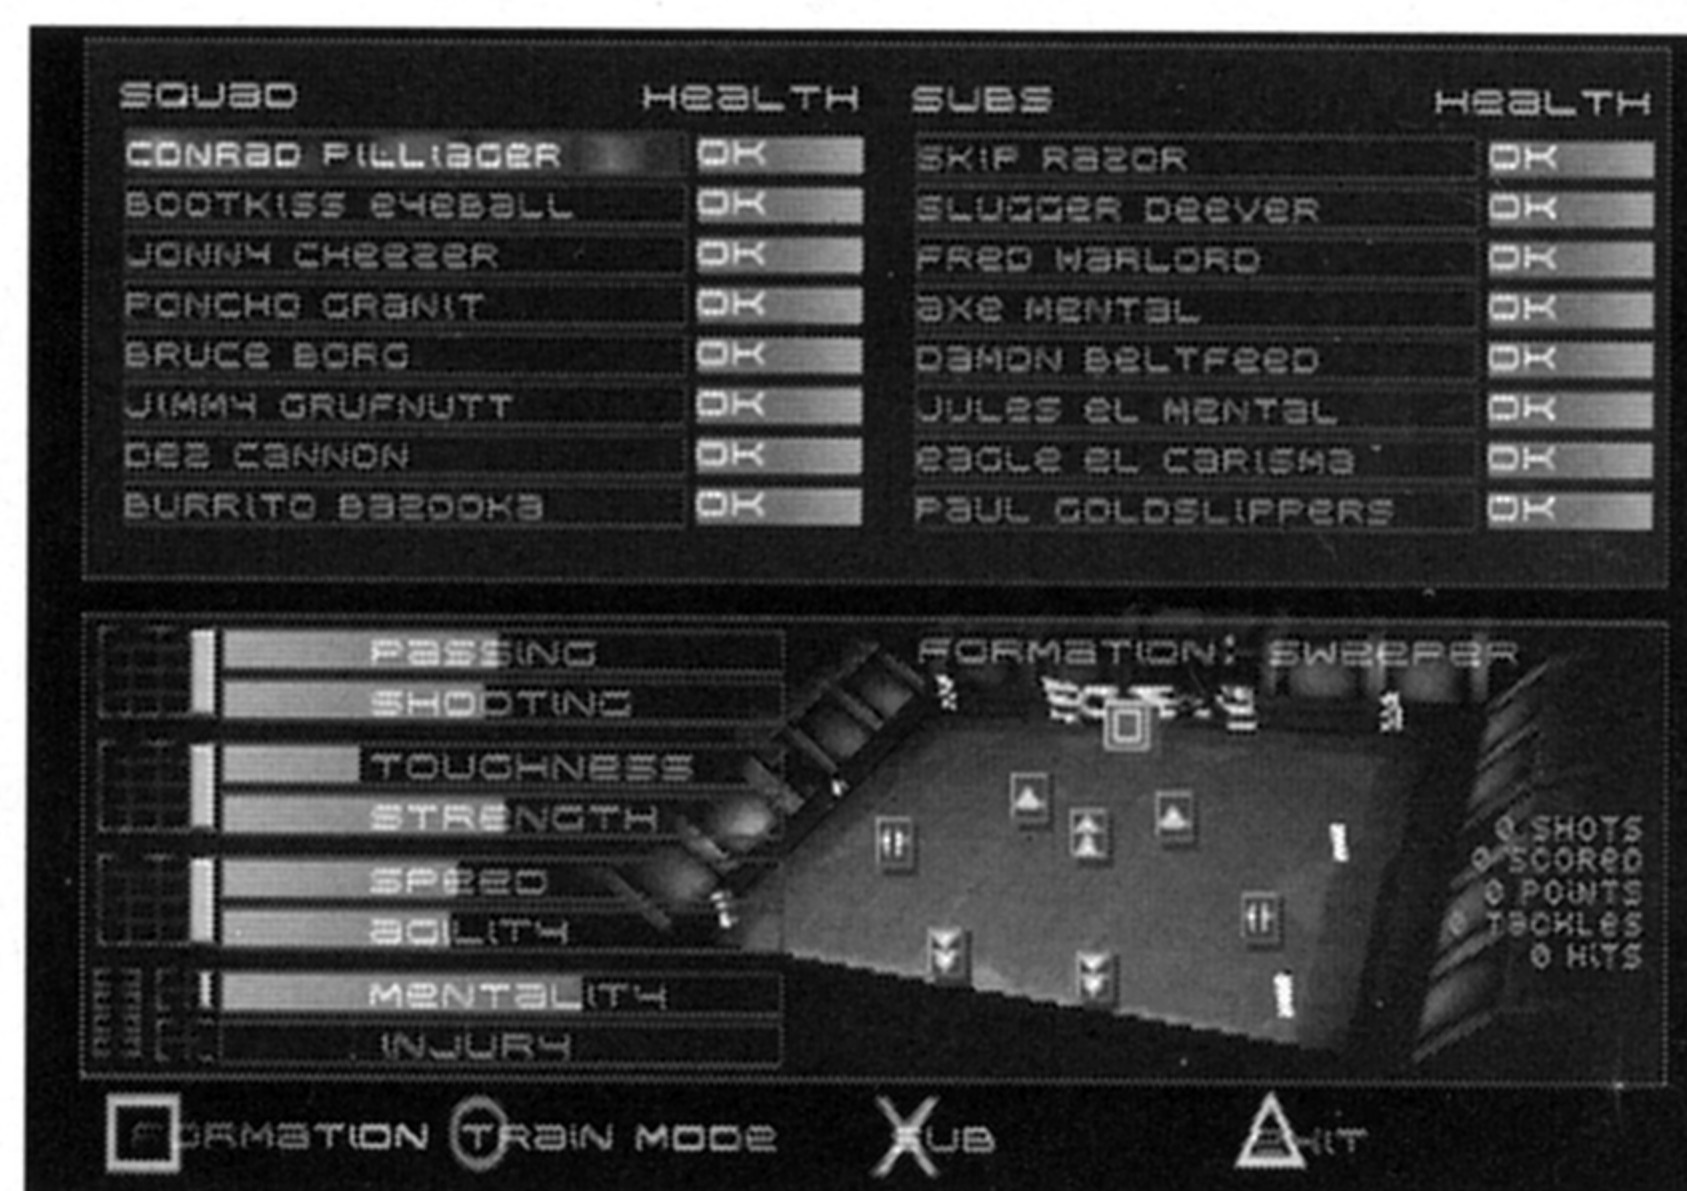 SQUAD HEALTH SUBS HEALTH
CONRAD PILLIAGER OK SKIP RAZOR OK
BOOTKISS EYEBALL OK SLUGGER DEEVER OK
JONNY CHEEZER OK FRED WARLORD OK
PONCHO GRANIT OK AXE MENTAL OK
BRUCE BORG OK DAMON BELTFEED OK
JIMMY GRUFNUTT OK JULES EL MENTAL OK
DEZ CANNON OK EAGLE EL CARISMA OK
BURRITO BAZOOKA OK PAUL GOLDSLIPPERS OK
PASSING
SHOOTING
TOUGHNESS
STRENGTH
SPEED
AGILITY
MENTALITY
INJURY
FORMATION: SWEEPER
0 SHOTS
0 SCORED
0 POINTS
0 TACKLES
0 HITS
FORMATION TRAIN MODE SUB EXIT